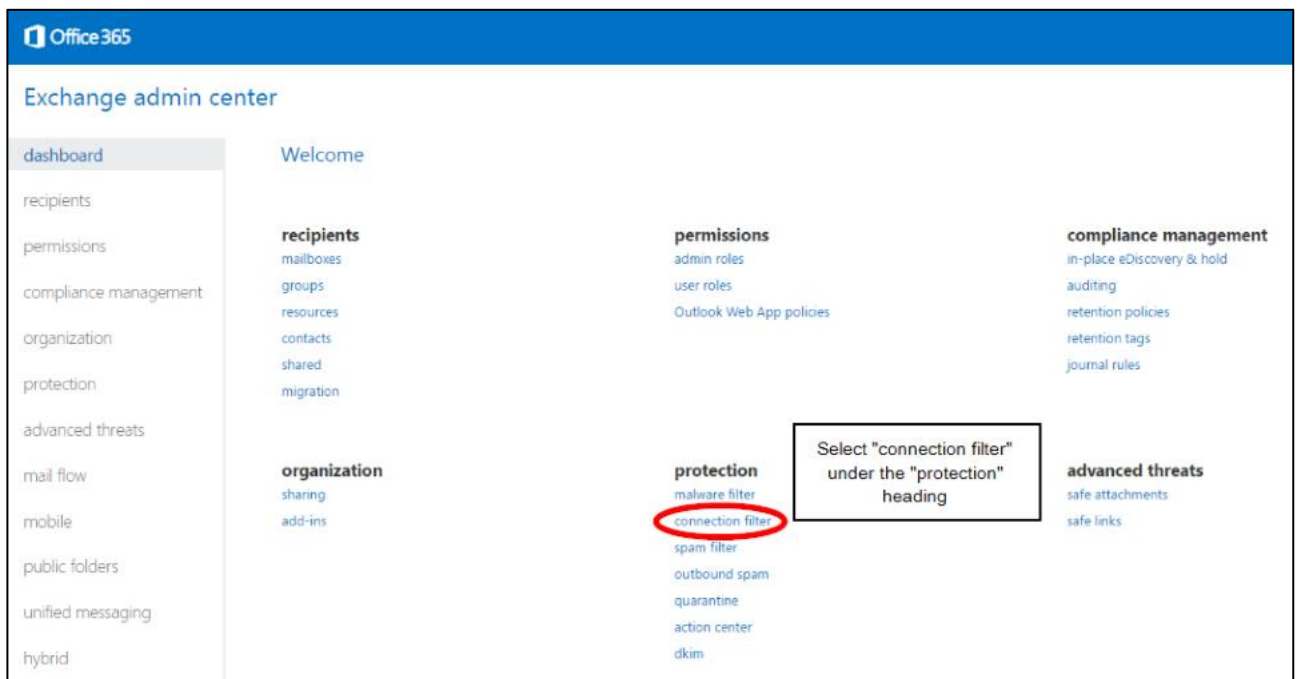 Office 365
Exchange admin center
dashboard
recipients
permissions
compliance management
organization
protection
advanced threats
mail flow
mobile
public folders
unified messaging
hybrid
Welcome
recipients
mailboxes
groups
resources
contacts
shared
migration
permissions
admin roles
user roles
Outlook Web App policies
compliance management
in-place eDiscovery & hold
auditing
retention policies
retention tags
journal rules
organization
sharing
add-ins
protection
malware filter
connection filter
spam filter
outbound spam
quarantine
action center
dkim
Select "connection filter"
under the "protection"
heading
advanced threats
safe attachments
safe links